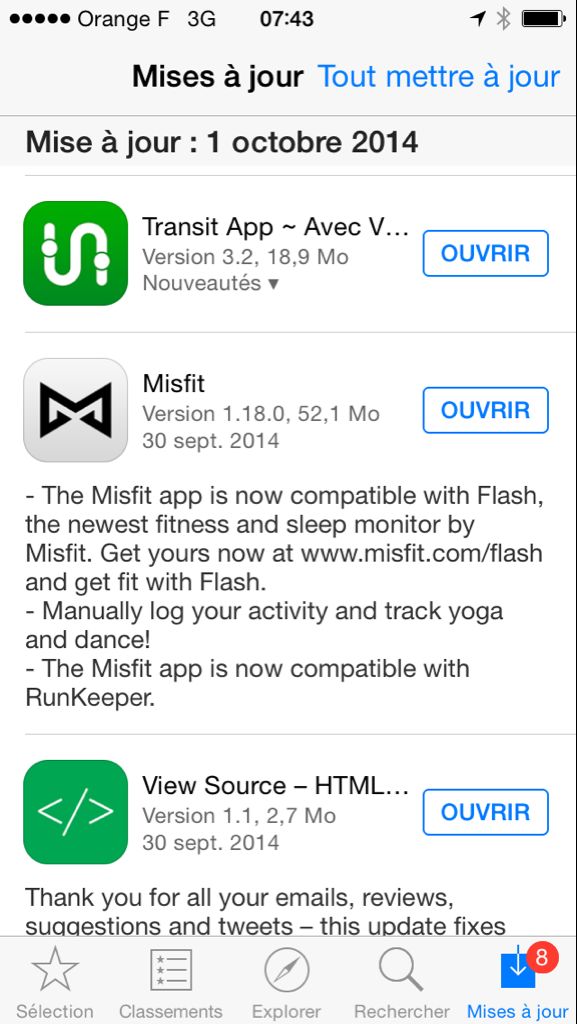 Orange F 3G 07:43
Mises à jour Tout mettre à jour
Mise à jour : 1 octobre 2014
Transit App ~ Avec V...
Version 3.2, 18,9 Mo
Nouveautés ▾
OUVRIR
Misfit
Version 1.18.0, 52,1 Mo
30 sept. 2014
OUVRIR
- The Misfit app is now compatible with Flash,
the newest fitness and sleep monitor by
Misfit. Get yours now at www.misfit.com/flash
and get fit with Flash.
- Manually log your activity and track yoga
and dance!
- The Misfit app is now compatible with
RunKeeper.
</>
View Source – HTML...
Version 1.1, 2,7 Mo
30 sept. 2014
OUVRIR
Thank you for all your emails, reviews,
suggestions and tweets – this update fixes
8
Sélection Classements Explorer Rechercher Mises à jour